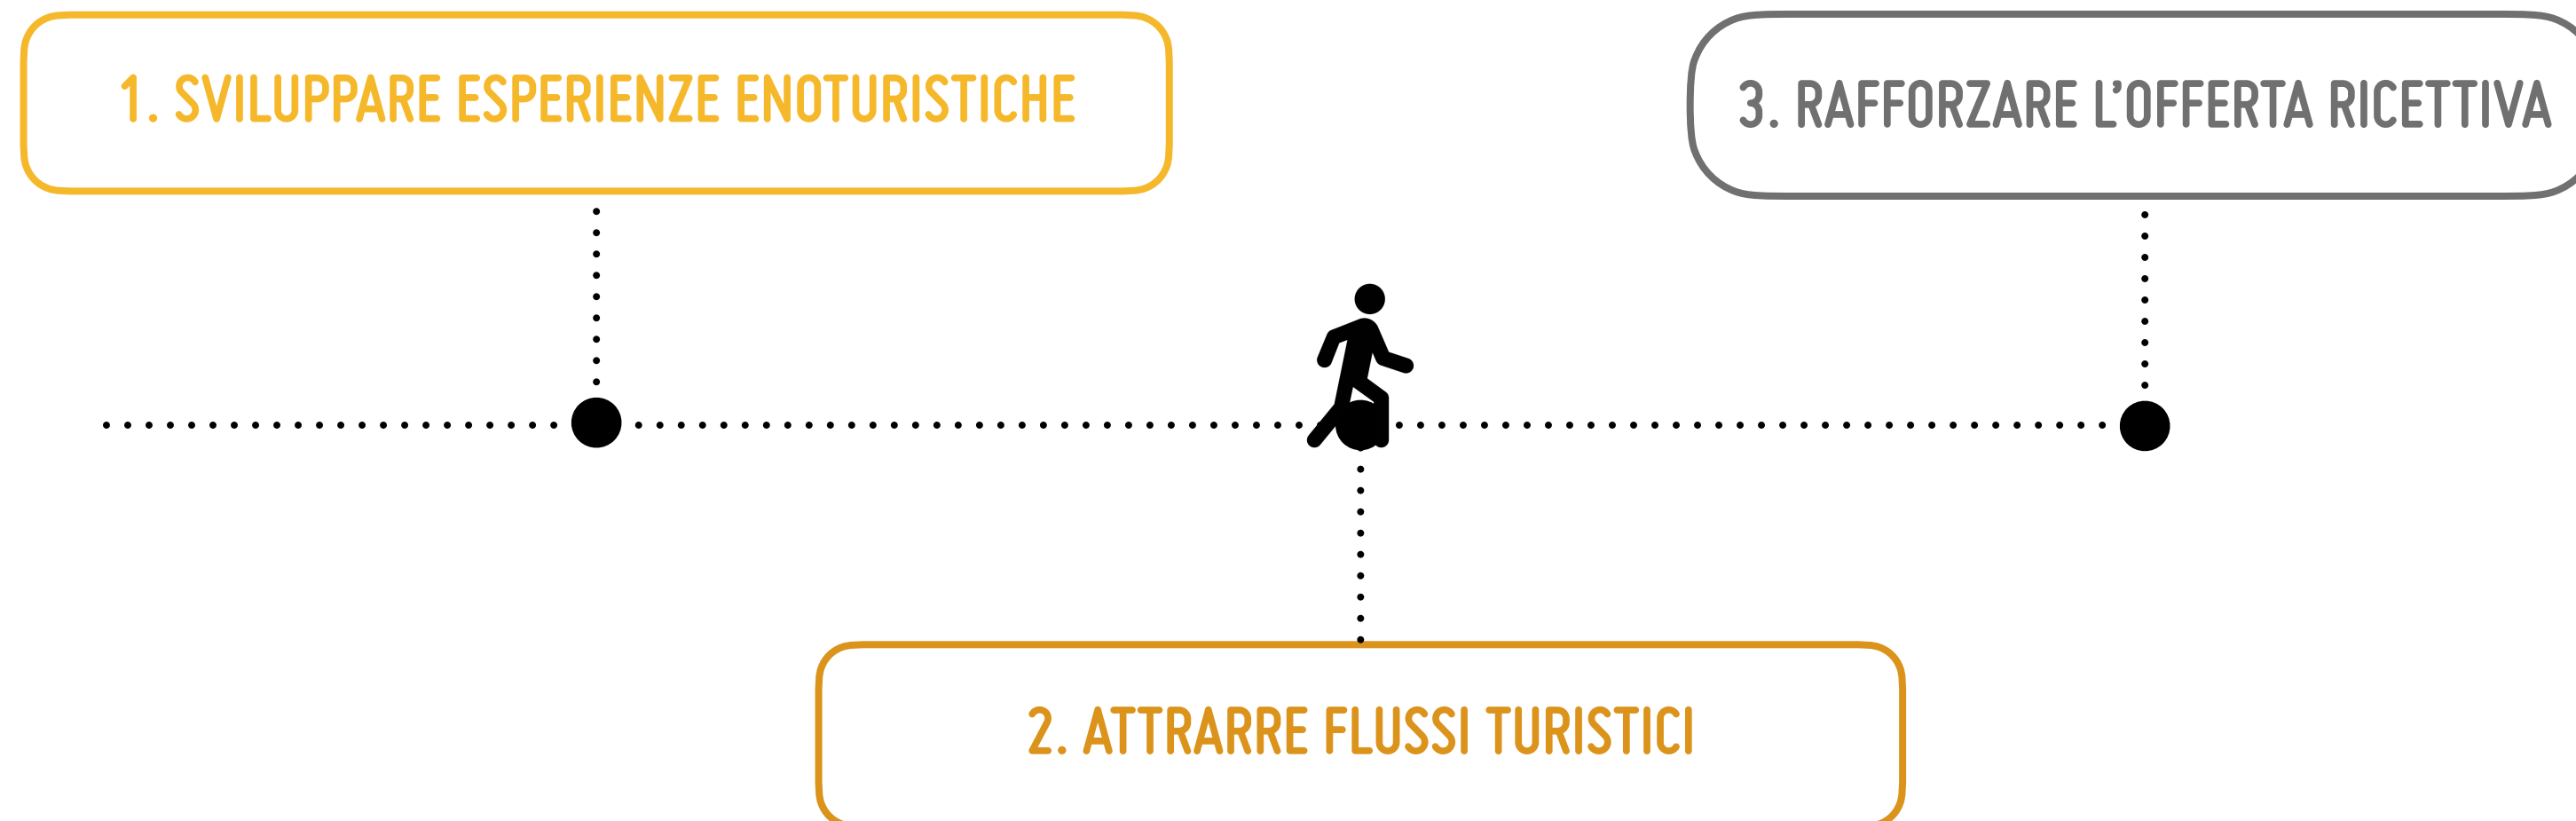 1. SVILUPPARE ESPERIENZE ENOTURISTICHE
3. RAFFORZARE L’OFFERTA RICETTIVA
2. ATTRARRE FLUSSI TURISTICI